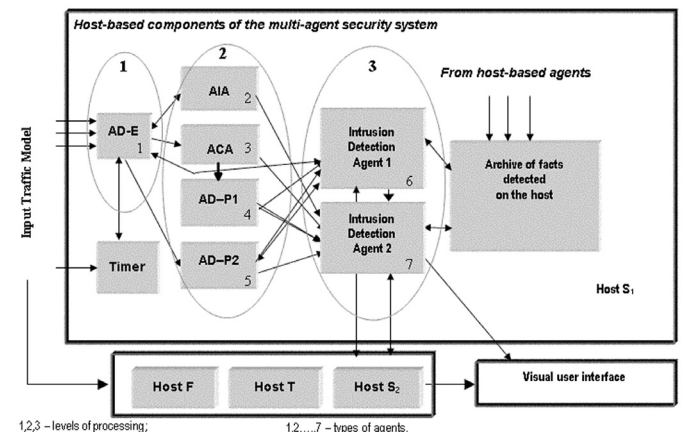 Host-based components of the multi-agent security system
1
2
3
From host-based agents
Input Traffic Model
AD-E
1
AIA
2
ACA
3
AD–P1
4
AD–P2
5
Timer
Intrusion
Detection
Agent 1
6
Intrusion
Detection
Agent 2
7
Archive of facts
detected
on the host
Host S1
Host F
Host T
Host S2
Visual user interface
1,2,3 – levels of processing;
1,2…..7 – types of agents.